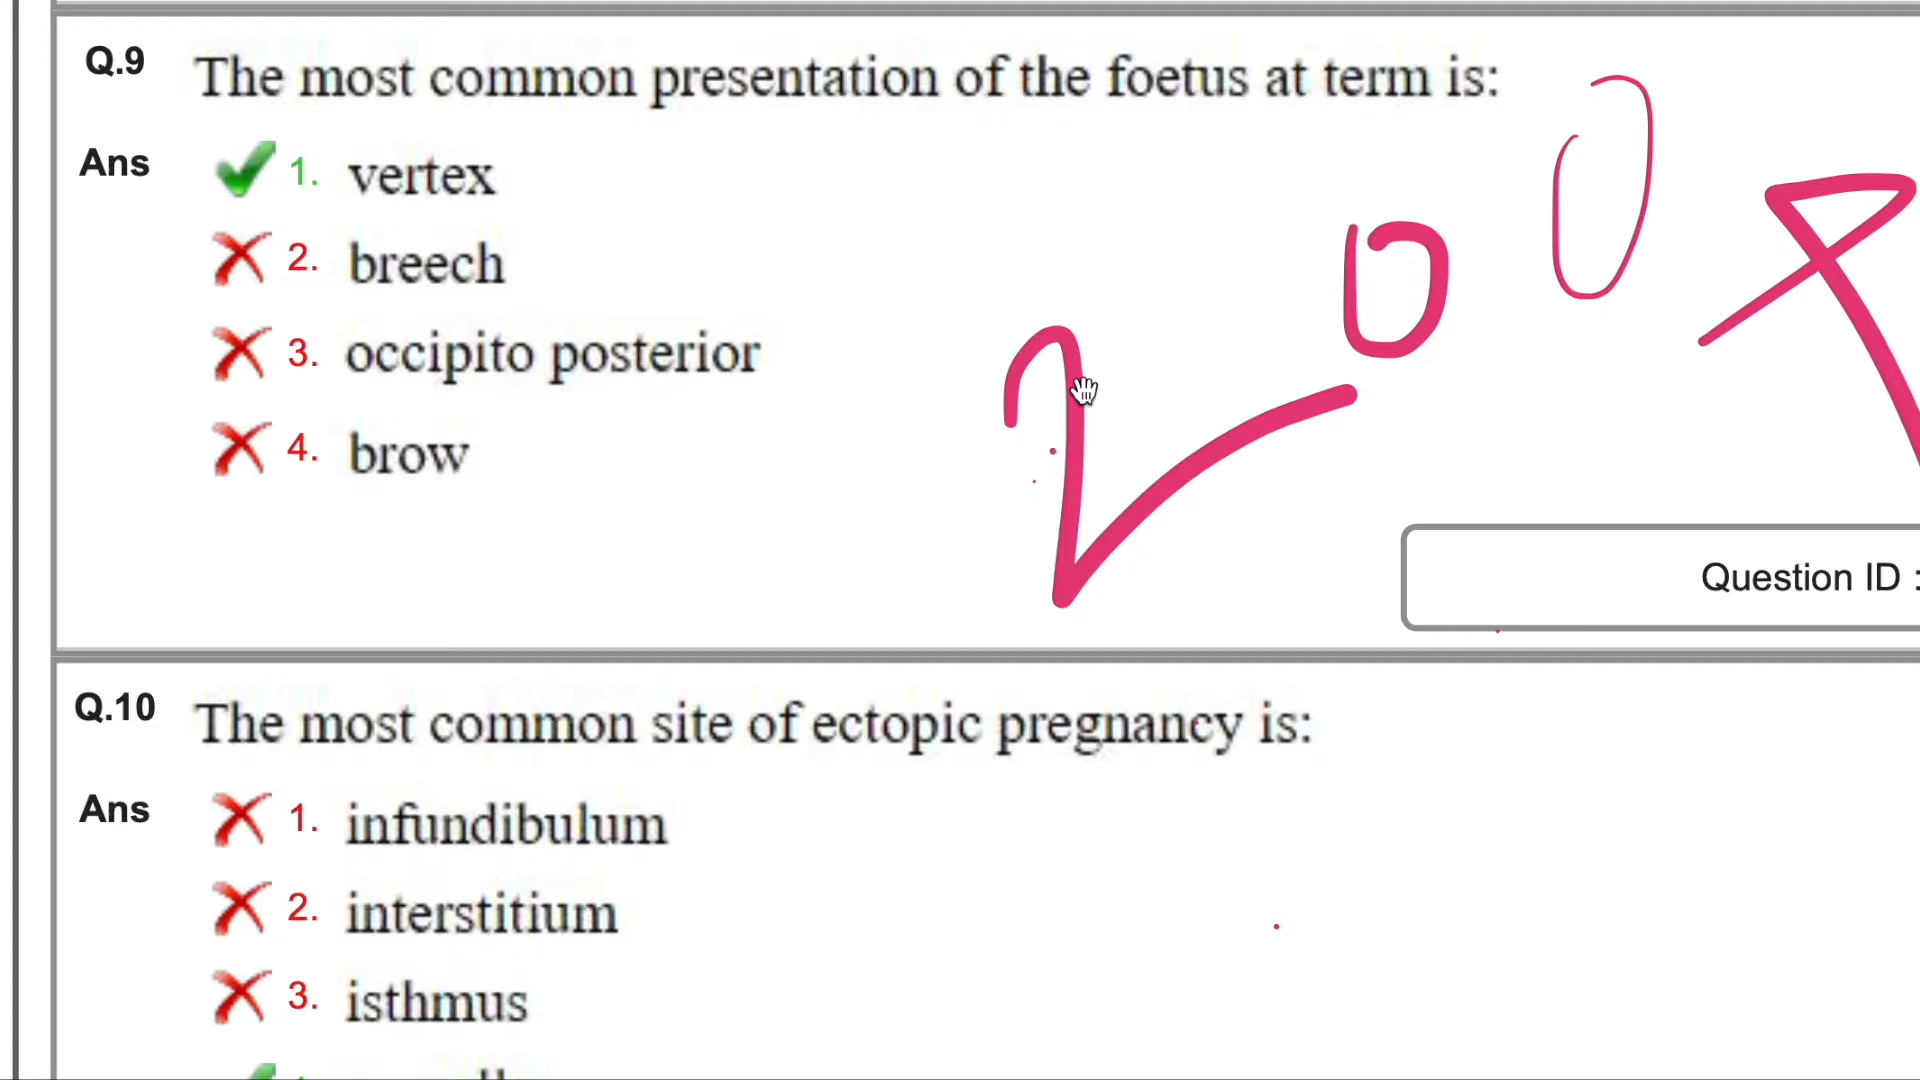 Q.9 The most common presentation of the foetus at term is:
Ans 1. vertex
2. breech
3. occipito posterior
4. brow
200
Question ID :
Q.10 The most common site of ectopic pregnancy is:
Ans 1. infundibulum
2. interstitium
3. isthmus